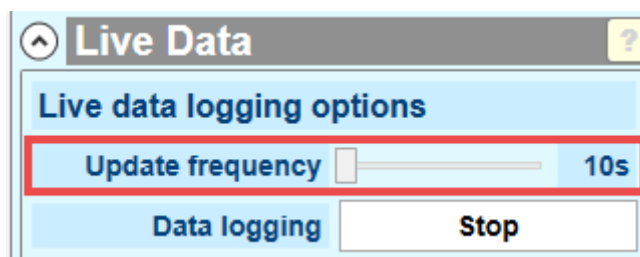 Live Data ?
Live data logging options
Update frequency 10s
Data logging Stop